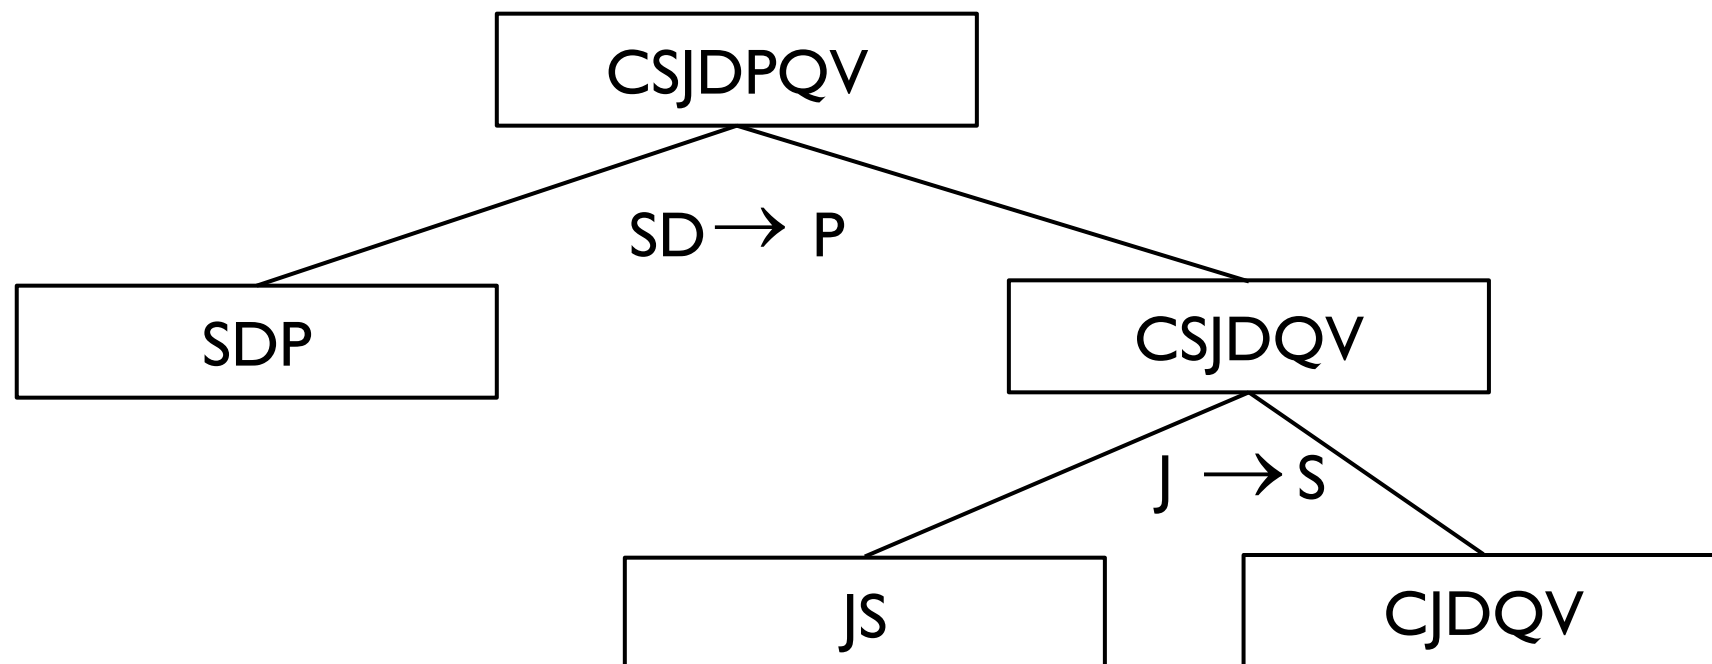 CSJDPQV
SD → P
SDP
CSJDQV
J → S
JS
CJDQV